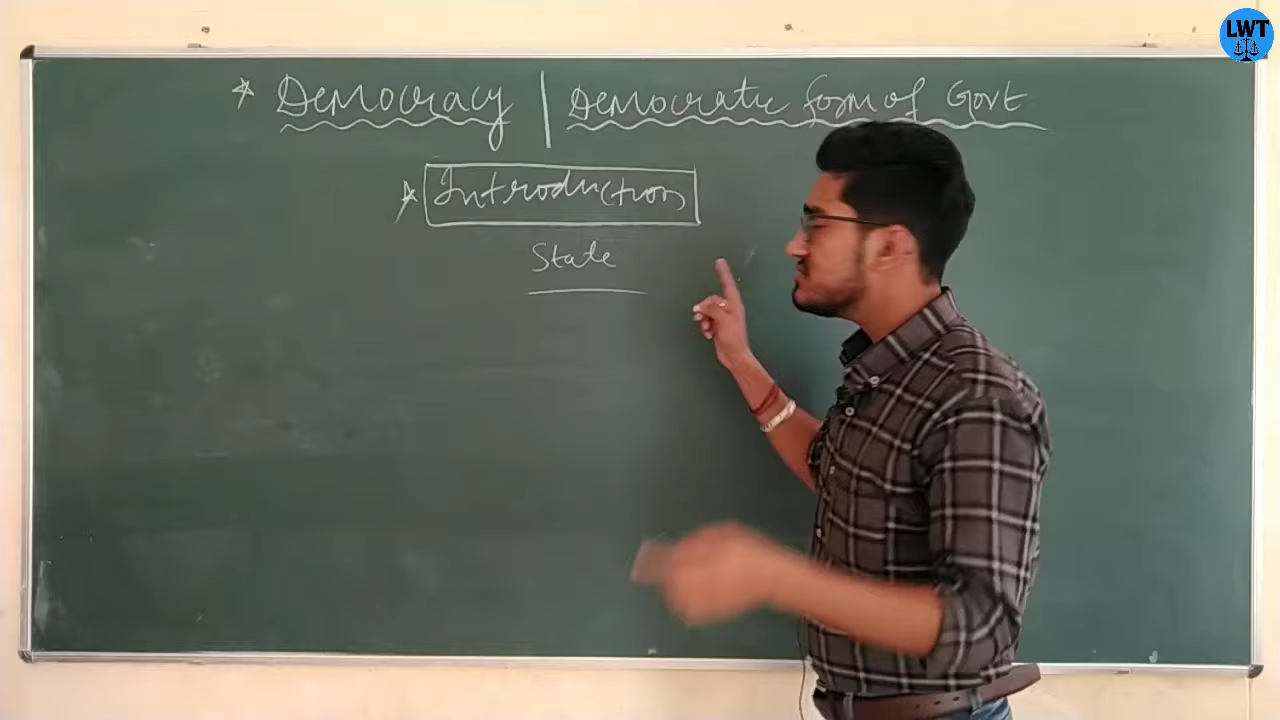 LWT
* Democracy | Democratic form of Govt
* Introduction
State